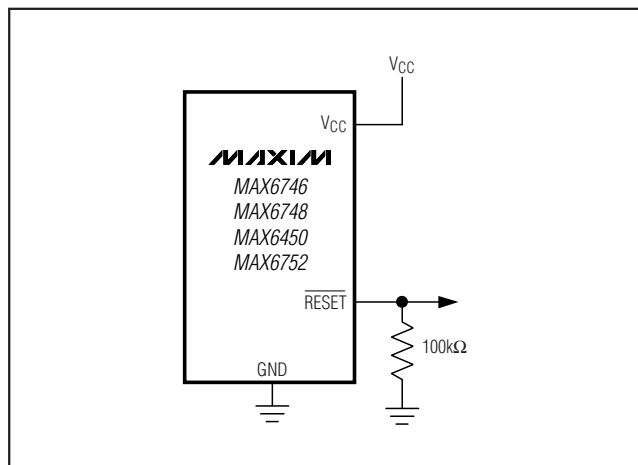 VCC
VCC
MAXIM
MAX6746
MAX6748
MAX6450
MAX6752
RESET
100kΩ
GND